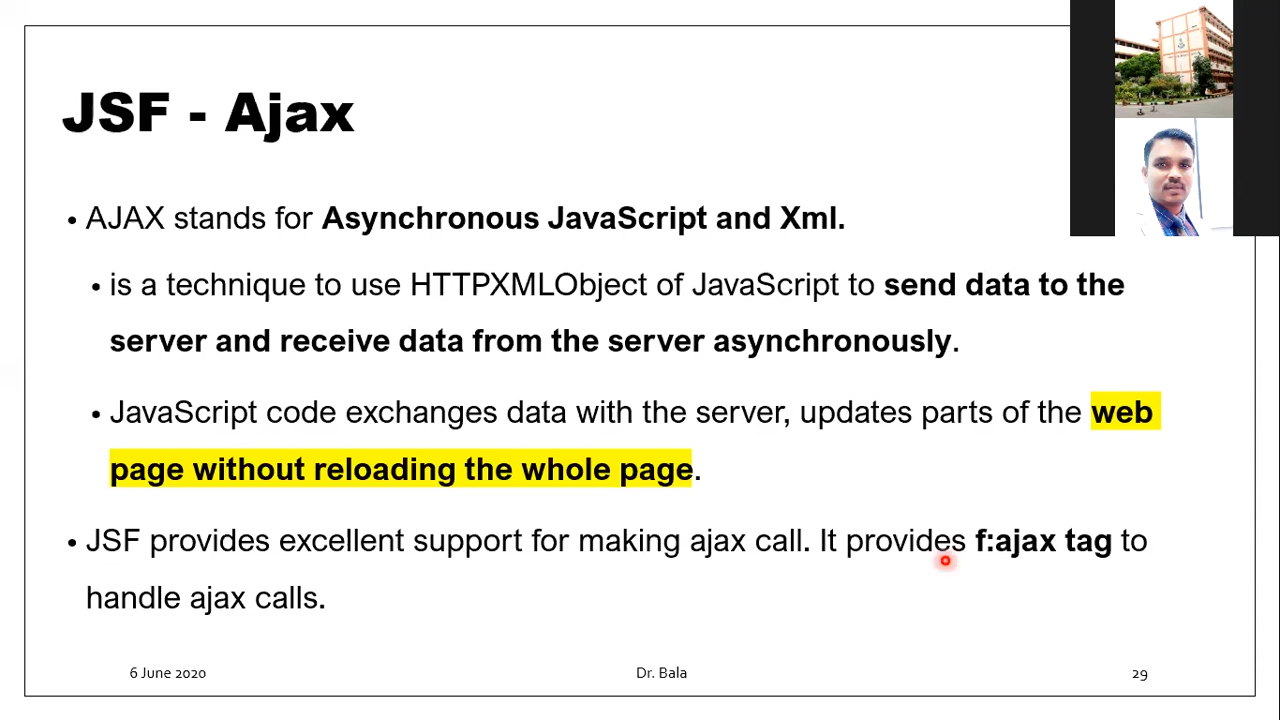 JSF - Ajax
• AJAX stands for Asynchronous JavaScript and Xml.
• is a technique to use HTTPXMLObject of JavaScript to send data to the
server and receive data from the server asynchronously.
• JavaScript code exchanges data with the server, updates parts of the web
page without reloading the whole page.
• JSF provides excellent support for making ajax call. It provides f:ajax tag to
handle ajax calls.
6 June 2020
Dr. Bala
29